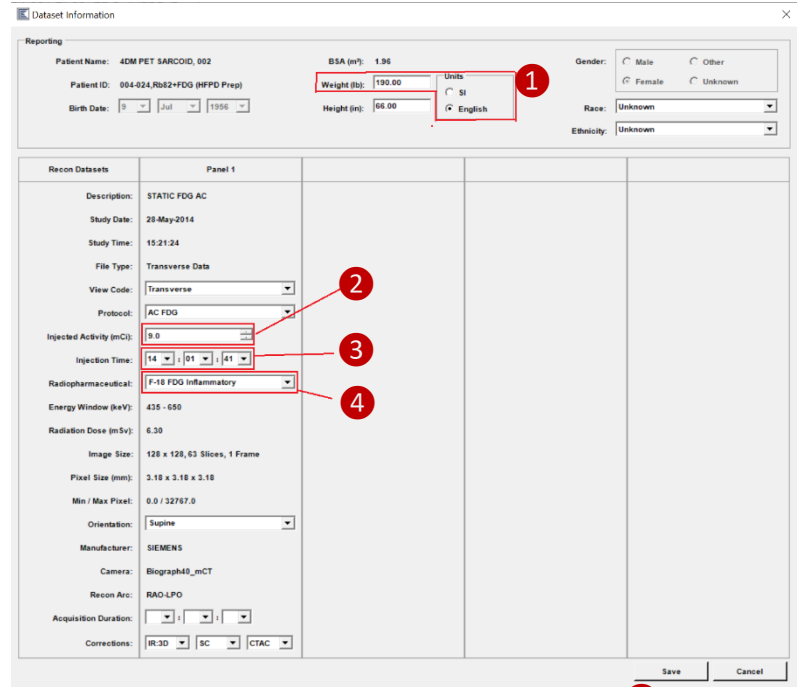 Dataset Information
Reporting
Patient Name: 4DM PET SARCOID, 002 BSA (m²): 1.96 Gender: Male Other
Patient ID: 004-024,Rb82+FDG (HFPD Prep) Weight (lb): 190.00 Units SI 1 Female Unknown
Birth Date: 9 Jul 1956 Height (in): 66.00 English Race: Unknown
Ethnicity: Unknown
Recon Datasets Panel 1
Description: STATIC FDG AC
Study Date: 28-May-2014
Study Time: 15:21:24
File Type: Transverse Data
View Code: Transverse 2
Protocol: AC FDG
Injected Activity (mCi): 9.0
Injection Time: 14 : 01 : 41 3
Radiopharmaceutical: F-18 FDG Inflammatory 4
Energy Window (keV): 435 - 650
Radiation Dose (mSv): 6.30
Image Size: 128 x 128, 63 Slices, 1 Frame
Pixel Size (mm): 3.18 x 3.18 x 3.18
Min / Max Pixel: 0.0 / 32767.0
Orientation: Supine
Manufacturer: SIEMENS
Camera: Biograph40_mCT
Recon Arc: RAO-LPO
Acquisition Duration: : :
Corrections: IR:3D SC CTAC
Save Cancel